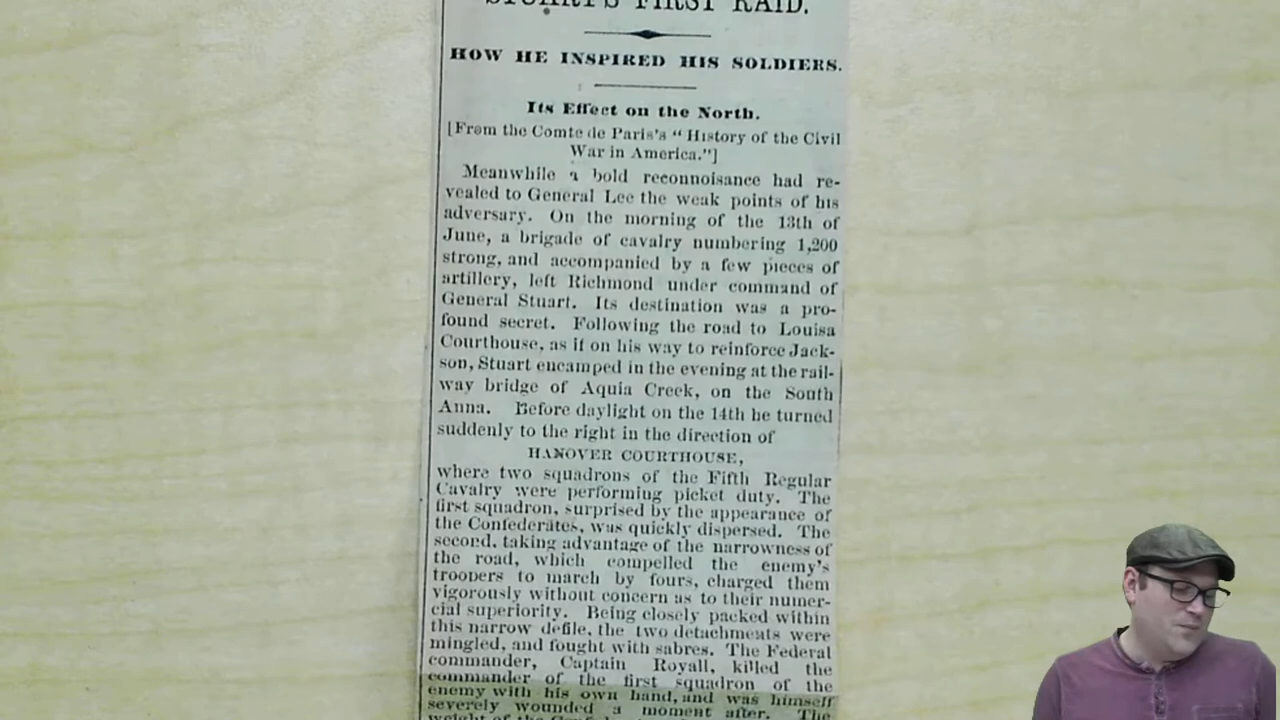 STUART'S FIRST RAID.
HOW HE INSPIRED HIS SOLDIERS.
Its Effect on the North.
[From the Comte de Paris's "History of the Civil
War in America."]
Meanwhile a bold reconnoisance had re-
vealed to General Lee the weak points of his
adversary. On the morning of the 13th of
June, a brigade of cavalry numbering 1,200
strong, and accompanied by a few pieces of
artillery, left Richmond under command of
General Stuart. Its destination was a pro-
found secret. Following the road to Louisa
Courthouse, as if on his way to reinforce Jack-
son, Stuart encamped in the evening at the rail-
way bridge of Aquia Creek, on the South
Anna. Before daylight on the 14th he turned
suddenly to the right in the direction of
HANOVER COURTHOUSE,
where two squadrons of the Fifth Regular
Cavalry were performing picket duty. The
first squadron, surprised by the appearance of
the Confederates, was quickly dispersed. The
second, taking advantage of the narrowness of
the road, which compelled the enemy's
troopers to march by fours, charged them
vigorously without concern as to their numer-
cial superiority. Being closely packed within
this narrow defile, the two detachments were
mingled, and fought with sabres. The Federal
commander, Captain Royall, killed the
commander of the first squadron of the
enemy with his own hand, and was himself
severely wounded a moment after. The
weight of the